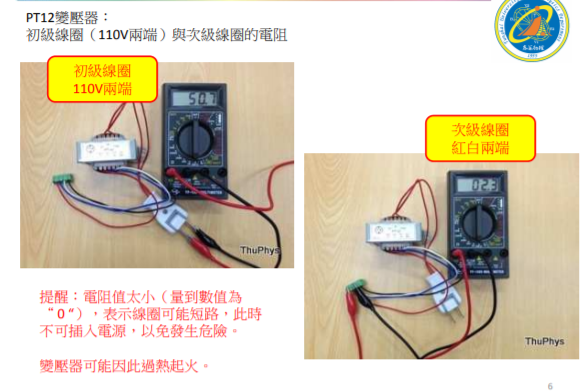 PT12變壓器：
初級線圈（110V兩端）與次級線圈的電阻
初級線圈
110V兩端
50.7
ThuPhys
次級線圈
紅白兩端
02.3
ThuPhys
提醒：電阻值太小（量到數值為
“ 0 ”），表示線圈可能短路，此時
不可插入電源，以免發生危險。
變壓器可能因此過熱起火。
6